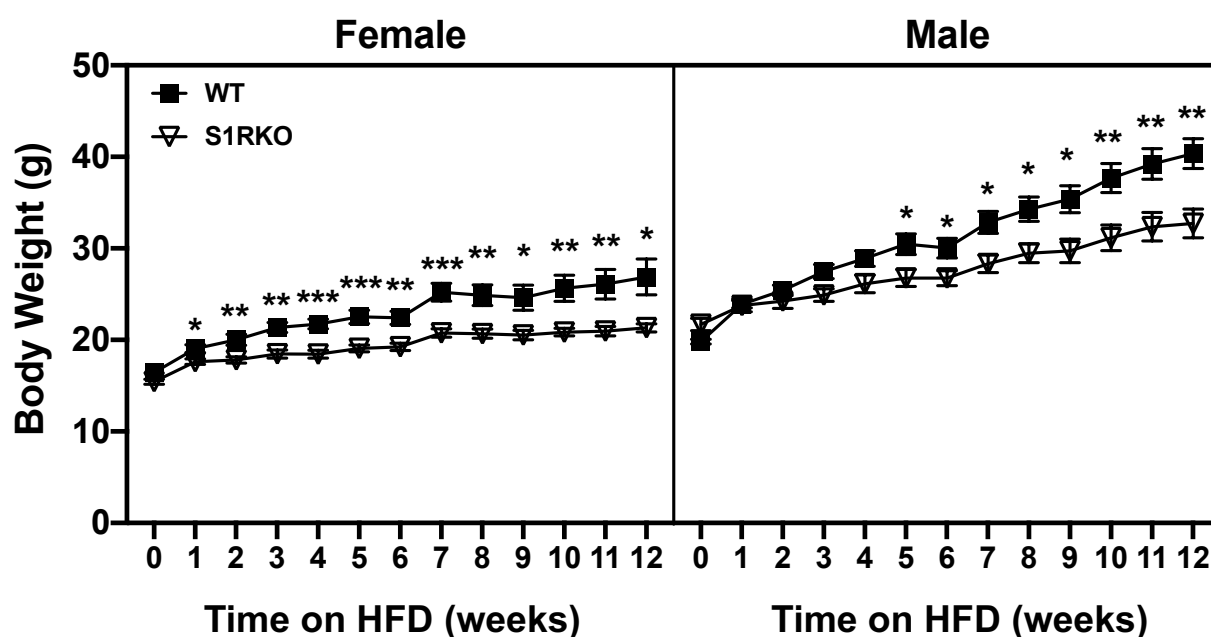 Female Male
50
WT
S1RKO
40
30
20
10
0
Body Weight (g)
* ** ** *** *** ** *** ** * ** ** *
* * * * * ** ** **
0 1 2 3 4 5 6 7 8 9 10 11 12 0 1 2 3 4 5 6 7 8 9 10 11 12
Time on HFD (weeks) Time on HFD (weeks)